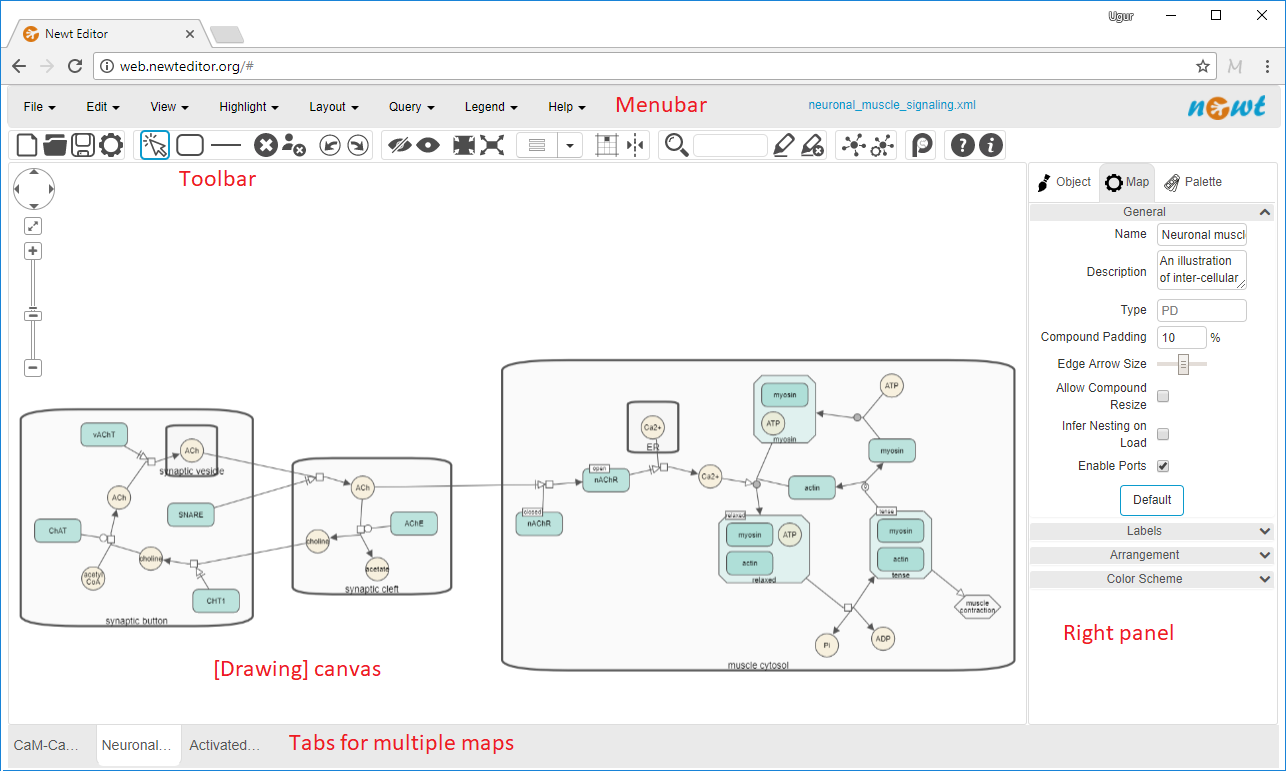 Ugur
Newt Editor
web.newteditor.org/#
File Edit View Highlight Layout Query Legend Help Menubar neuronal_muscle_signaling.xml newt
Toolbar
Object Map Palette
General
Name Neuronal muscl
Description An illustration
of inter-cellular
Type PD
Compound Padding 10 %
Edge Arrow Size
Allow Compound
Resize
Infer Nesting on
Load
Enable Ports
Default
Labels
Arrangement
Color Scheme
Right panel
vAChT
ACh
synaptic veside
ACh
SNARE
ChAT
choline
acetyl
CoA
CHT1
synaptic button
ACh
AChE
choline
acetate
synaptic cleft
closed
nAChR
open
nAChR
Ca2+
ER
Ca2+
myosin
ATP
myosin
ATP
myosin
actin
relaxed
myosin ATP
actin
relaxed
tense
myosin
actin
tense
muscle
contraction
Pi
ADP
muscle cytosol
[Drawing] canvas
CaM-Ca... Neuronal... Activated... Tabs for multiple maps